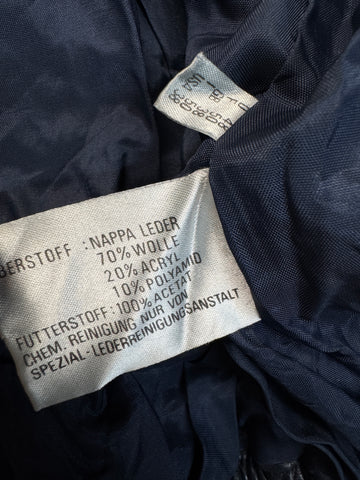 BERSTOFF : NAPPA LEDER
70% WOLLE
20% ACRYL
10% POLYAMID
FUTTERSTOFF: 100% ACETAT
CHEM. REINIGUNG NUR VON
SPEZIAL-LEDERREINIGUNGSANSTALT